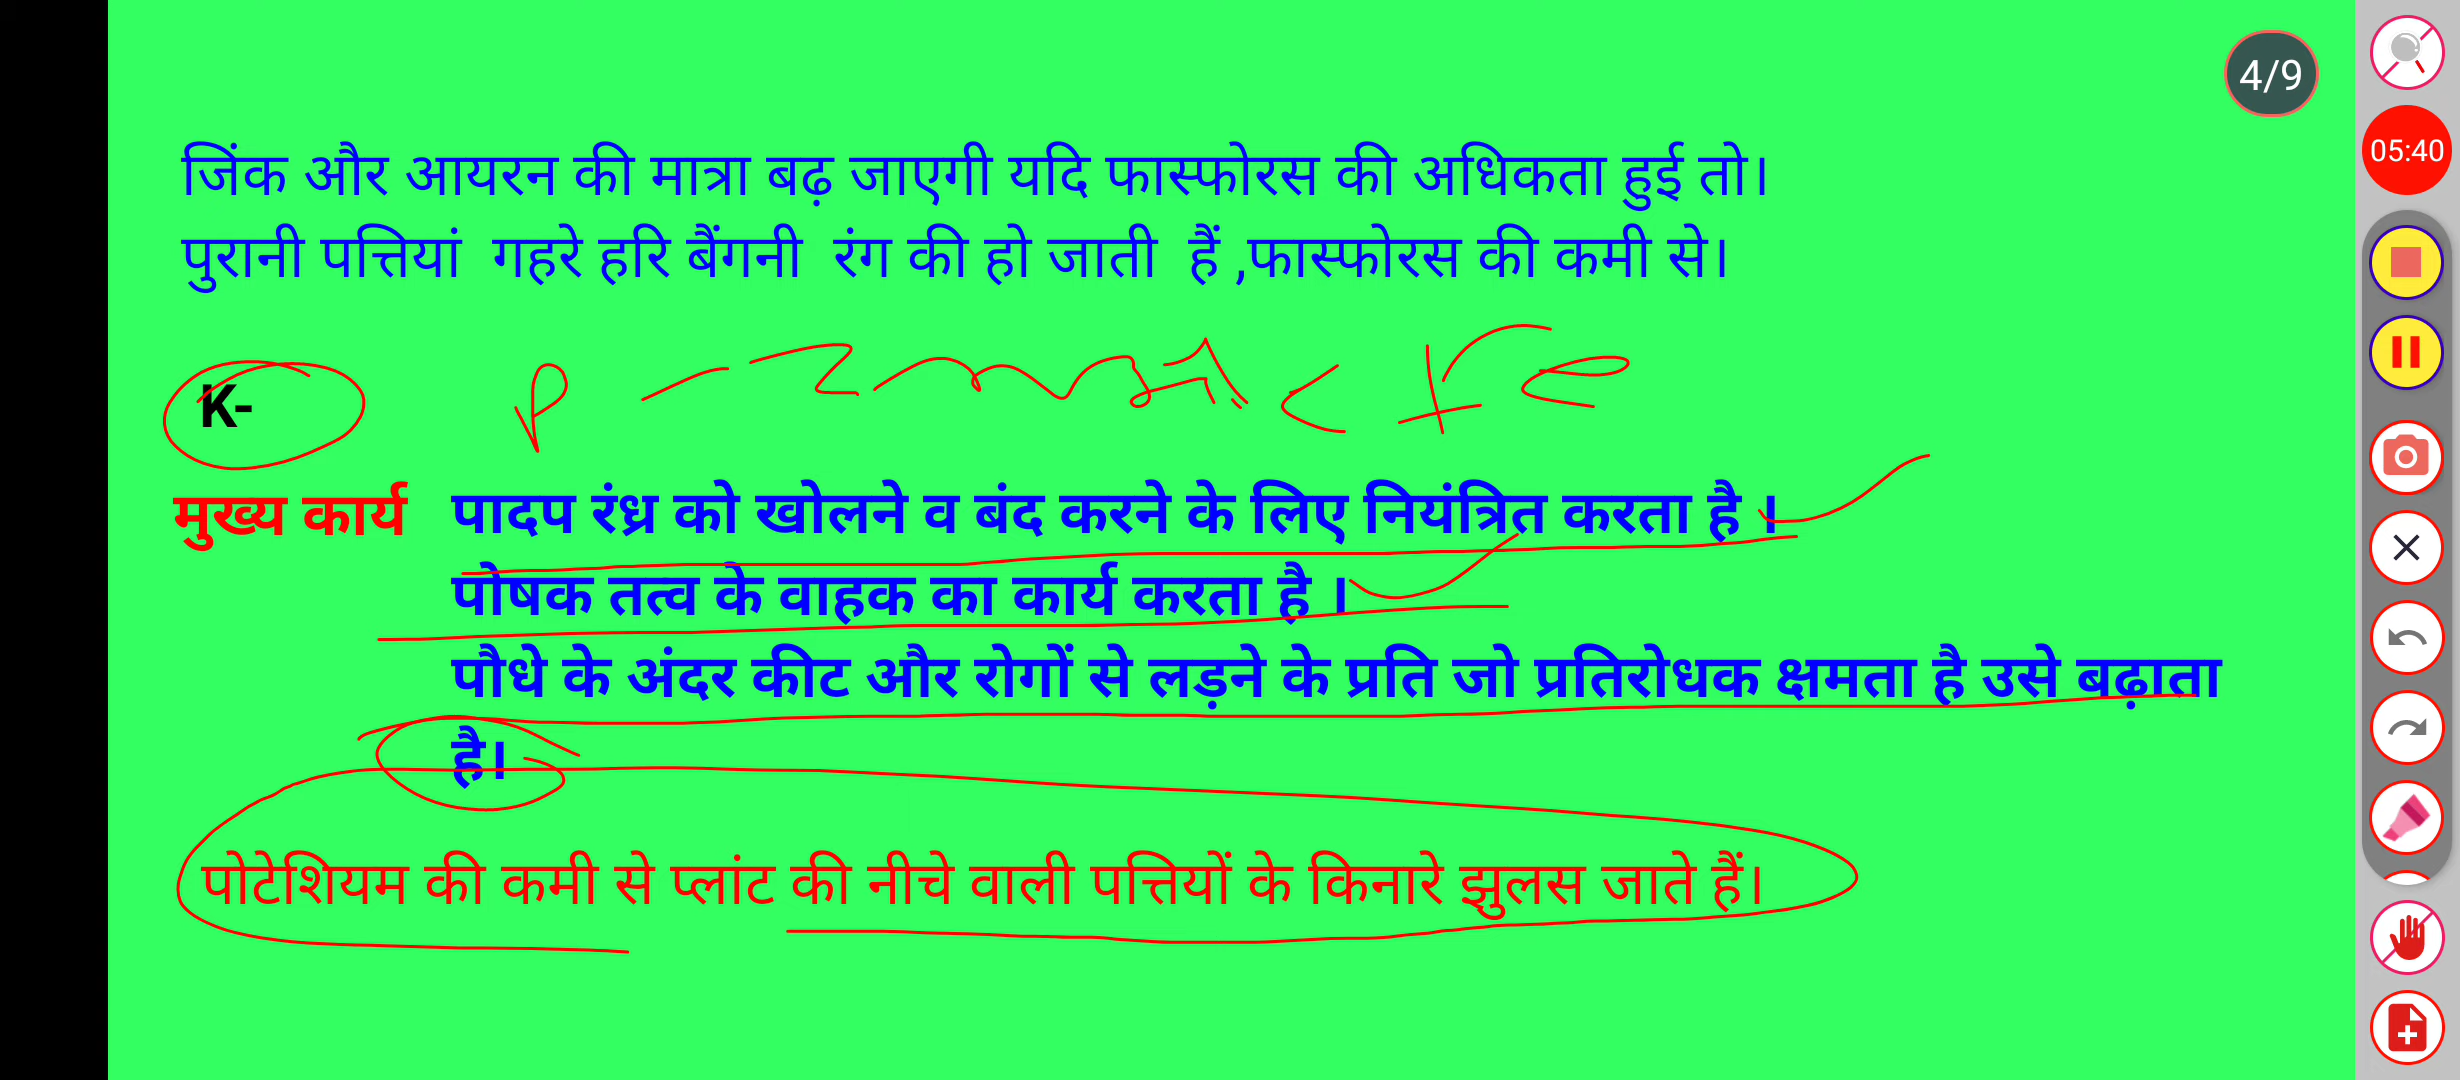 4/9
05:40
जिंक और आयरन की मात्रा बढ़ जाएगी यदि फास्फोरस की अधिकता हुई तो।
पुरानी पत्तियां गहरे हरि बैंगनी रंग की हो जाती हैं ,फास्फोरस की कमी से।
K-
मुख्य कार्य पादप रंध्र को खोलने व बंद करने के लिए नियंत्रित करता है ।
पोषक तत्व के वाहक का कार्य करता है ।
पौधे के अंदर कीट और रोगों से लड़ने के प्रति जो प्रतिरोधक क्षमता है उसे बढ़ाता
है।
पोटेशियम की कमी से प्लांट की नीचे वाली पत्तियों के किनारे झुलस जाते हैं।